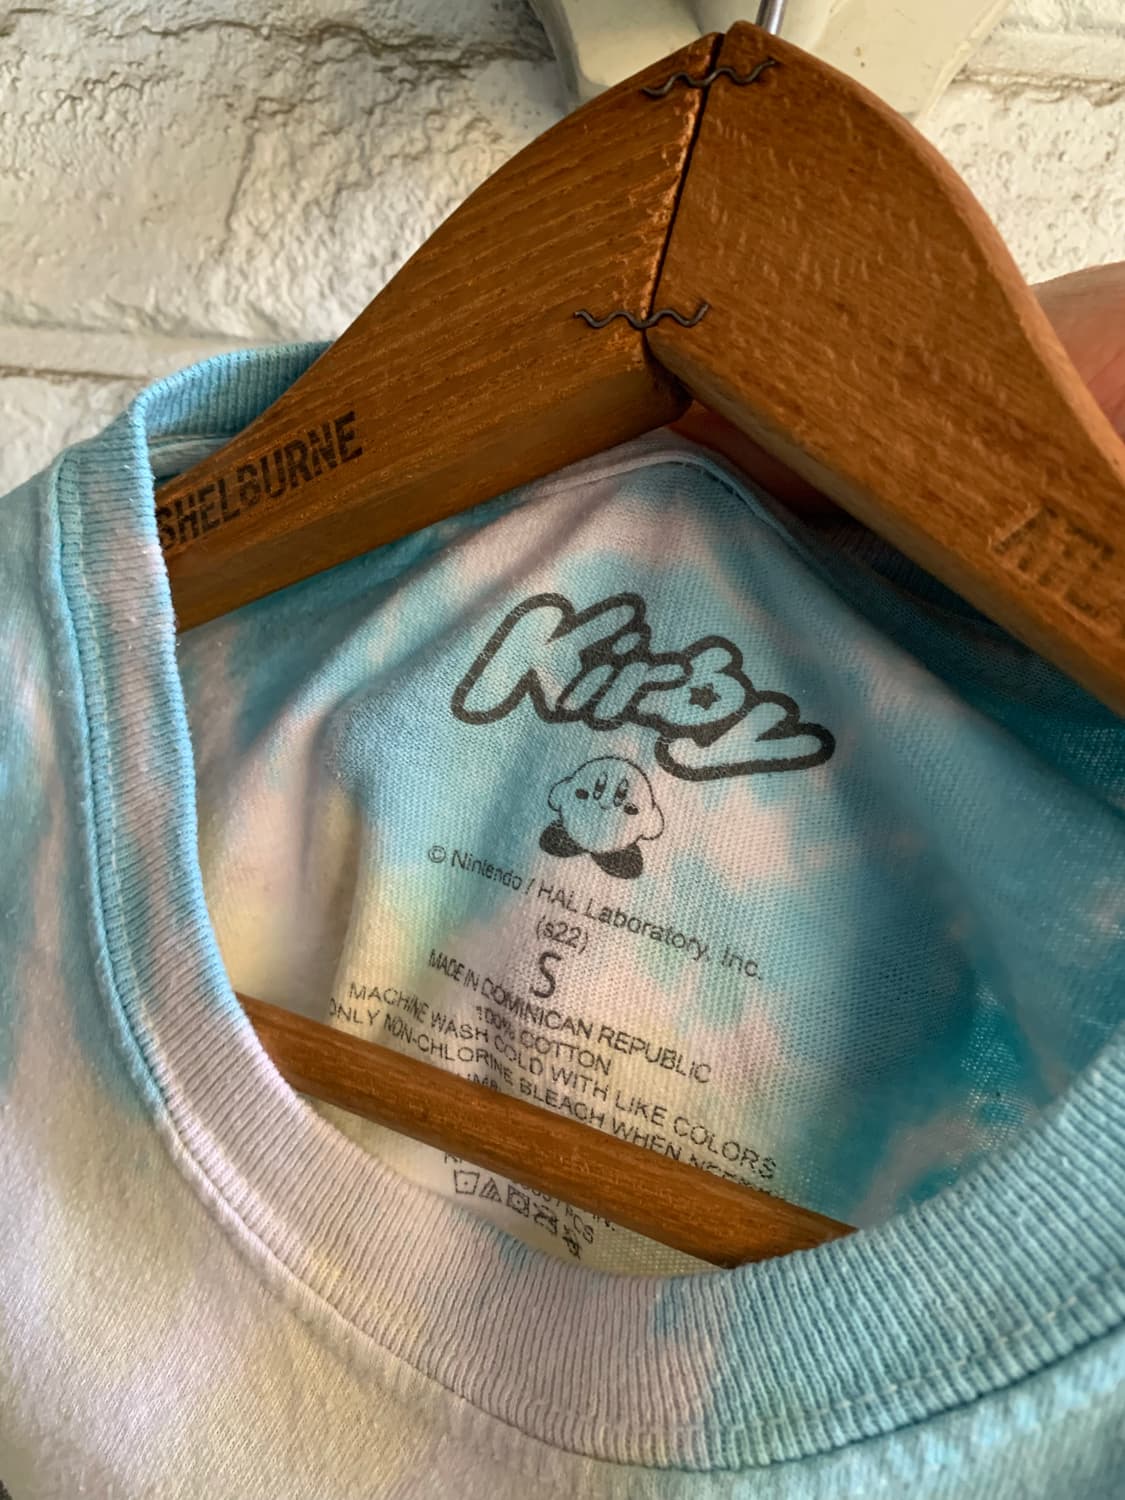 SHELBURNE
Kirby
© Nintendo / HAL Laboratory, Inc.
(s22)
S
MADE IN DOMINICAN REPUBLIC
100% COTTON
MACHINE WASH COLD WITH LIKE COLORS
ONLY NON-CHLORINE BLEACH WHEN